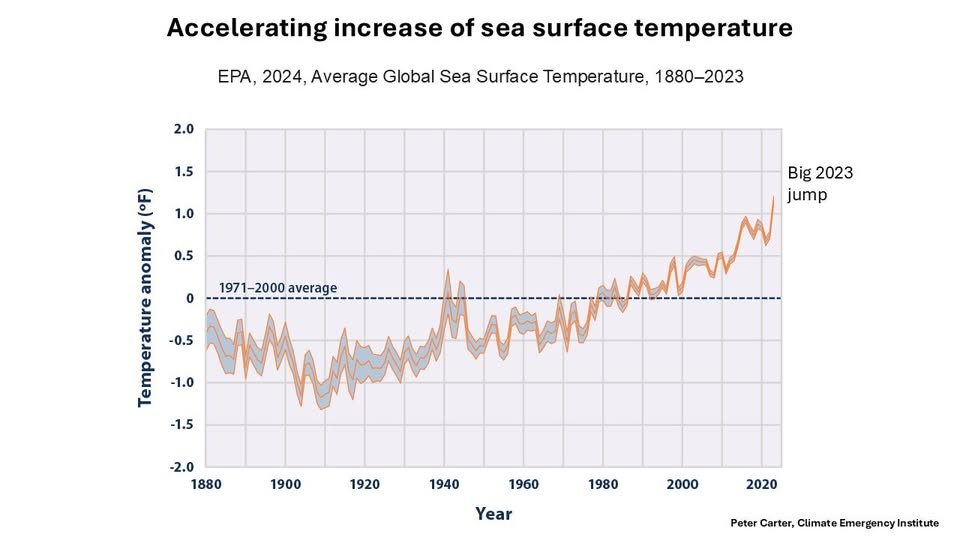 Accelerating increase of sea surface temperature
EPA, 2024, Average Global Sea Surface Temperature, 1880–2023
2.0
1.5
1.0
0.5
0
-0.5
-1.0
-1.5
-2.0
Temperature anomaly (ºF)
1971–2000 average
Big 2023
jump
1880
1900
1920
1940
1960
1980
2000
2020
Year
Peter Carter, Climate Emergency Institute